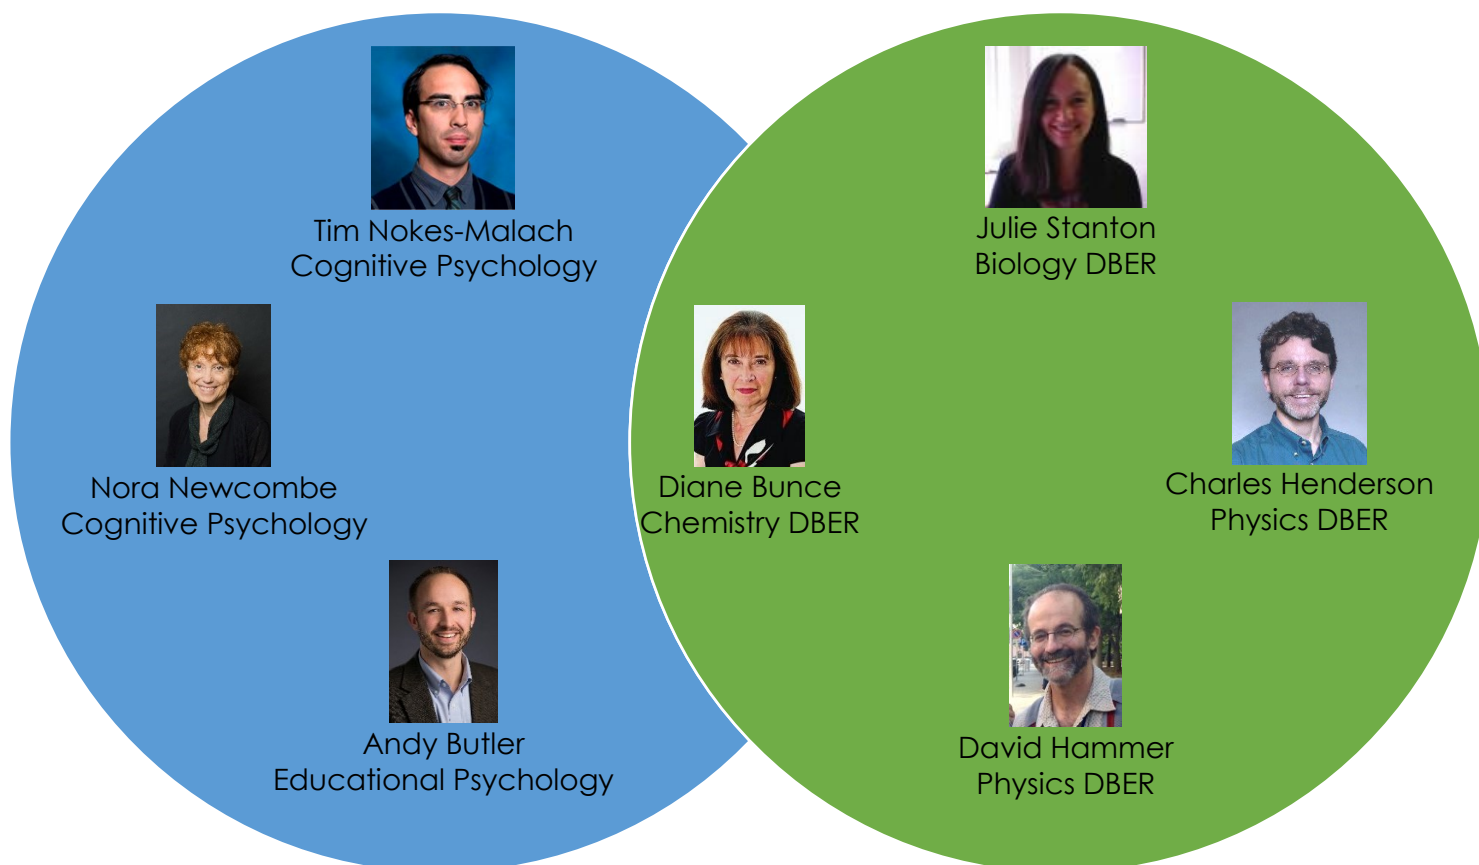 Tim Nokes-Malach
Cognitive Psychology
Julie Stanton
Biology DBER
Nora Newcombe
Cognitive Psychology
Diane Bunce
Chemistry DBER
Charles Henderson
Physics DBER
Andy Butler
Educational Psychology
David Hammer
Physics DBER